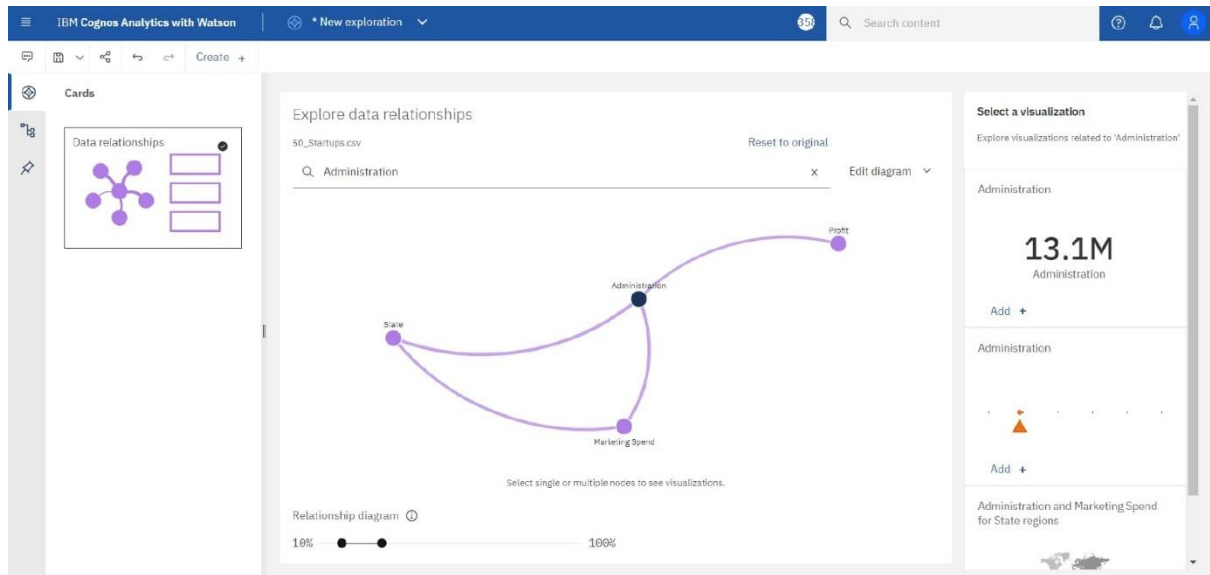 IBM Cognos Analytics with Watson
* New exploration
Search content
Create +
Cards
Data relationships
Explore data relationships
50_Startups.csv
Reset to original
Administration
x
Edit diagram
Profit
Administration
State
Marketing Spend
Select single or multiple nodes to see visualizations.
Relationship diagram
10%
100%
Select a visualization
Explore visualizations related to 'Administration'
Administration
13.1M
Administration
Add +
Administration
Add +
Administration and Marketing Spend
for State regions